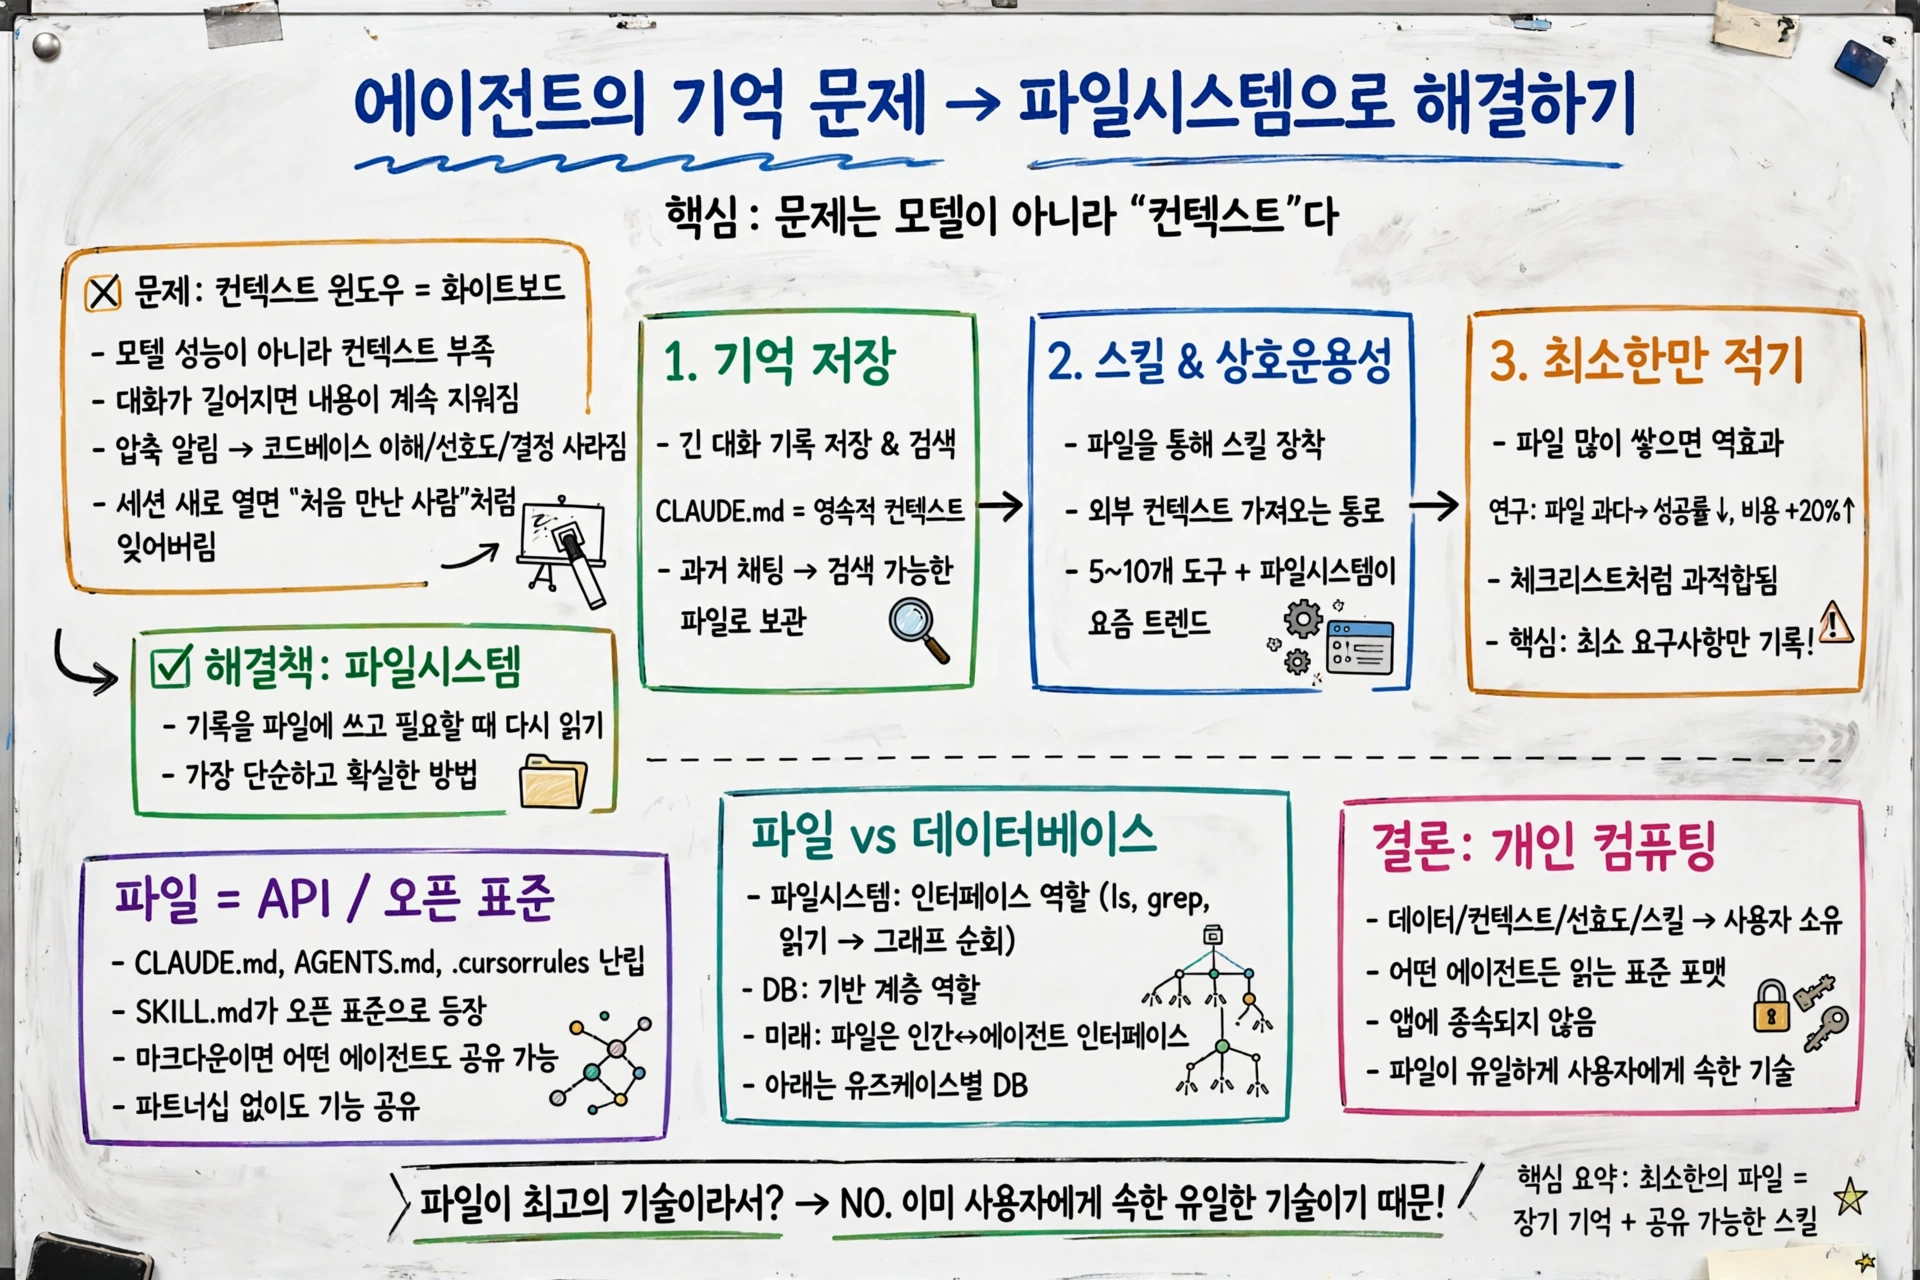 에이전트의 기억 문제 → 파일시스템으로 해결하기
핵심 : 문제는 모델이 아니라 “컨텍스트”다
문제: 컨텍스트 윈도우 = 화이트보드
- 모델 성능이 아니라 컨텍스트 부족
- 대화가 길어지면 내용이 계속 지워짐
- 압축 알림 → 코드베이스 이해/선호도/결정 사라짐
- 세션 새로 열면 “처음 만난 사람”처럼
잊어버림
해결책: 파일시스템
- 기록을 파일에 쓰고 필요할 때 다시 읽기
- 가장 단순하고 확실한 방법
1. 기억 저장
- 긴 대화 기록 저장 & 검색
CLAUDE.md = 영속적 컨텍스트
- 과거 채팅 → 검색 가능한
파일로 보관
2. 스킬 & 상호운용성
- 파일을 통해 스킬 장착
- 외부 컨텍스트 가져오는 통로
- 5~10개 도구 + 파일시스템이
요즘 트렌드
3. 최소한만 적기
- 파일 많이 쌓으면 역효과
연구: 파일 과다→ 성공률↓, 비용 +20%↑
- 체크리스트처럼 과적합됨
- 핵심: 최소 요구사항만 기록!
파일 = API / 오픈 표준
- CLAUDE.md, AGENTS.md, .cursorrules 난립
- SKILL.md가 오픈 표준으로 등장
- 마크다운이면 어떤 에이전트도 공유 가능
- 파트너십 없이도 기능 공유
파일 vs 데이터베이스
- 파일시스템: 인터페이스 역할 (ls, grep,
읽기 → 그래프 순회)
- DB: 기반 계층 역할
- 미래: 파일은 인간↔에이전트 인터페이스
- 아래는 유즈케이스별 DB
결론: 개인 컴퓨팅
- 데이터/컨텍스트/선호도/스킬 → 사용자 소유
- 어떤 에이전트든 읽는 표준 포맷
- 앱에 종속되지 않음
- 파일이 유일하게 사용자에게 속한 기술
파일이 최고의 기술이라서? → NO. 이미 사용자에게 속한 유일한 기술이기 때문!
핵심 요약: 최소한의 파일 =
장기 기억 + 공유 가능한 스킬